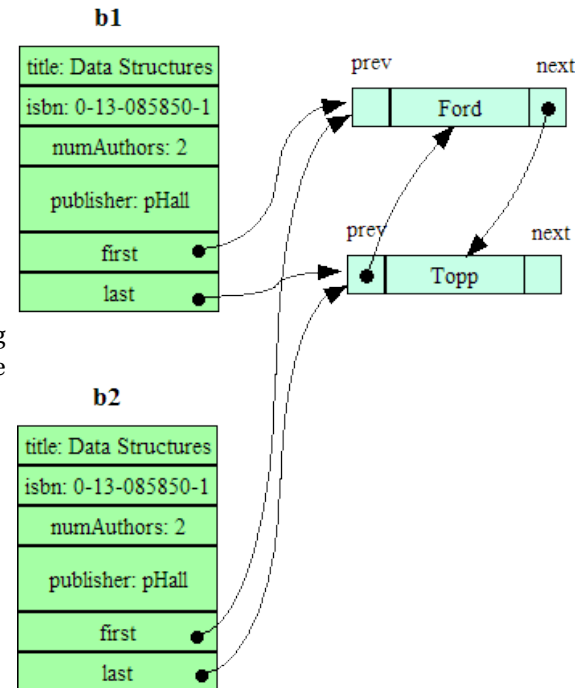 b1
title: Data Structures
isbn: 0-13-085850-1
numAuthors: 2
publisher: pHall
first
last
prev
next
Ford
prev
next
Topp
g
e
b2
title: Data Structures
isbn: 0-13-085850-1
numAuthors: 2
publisher: pHall
first
last